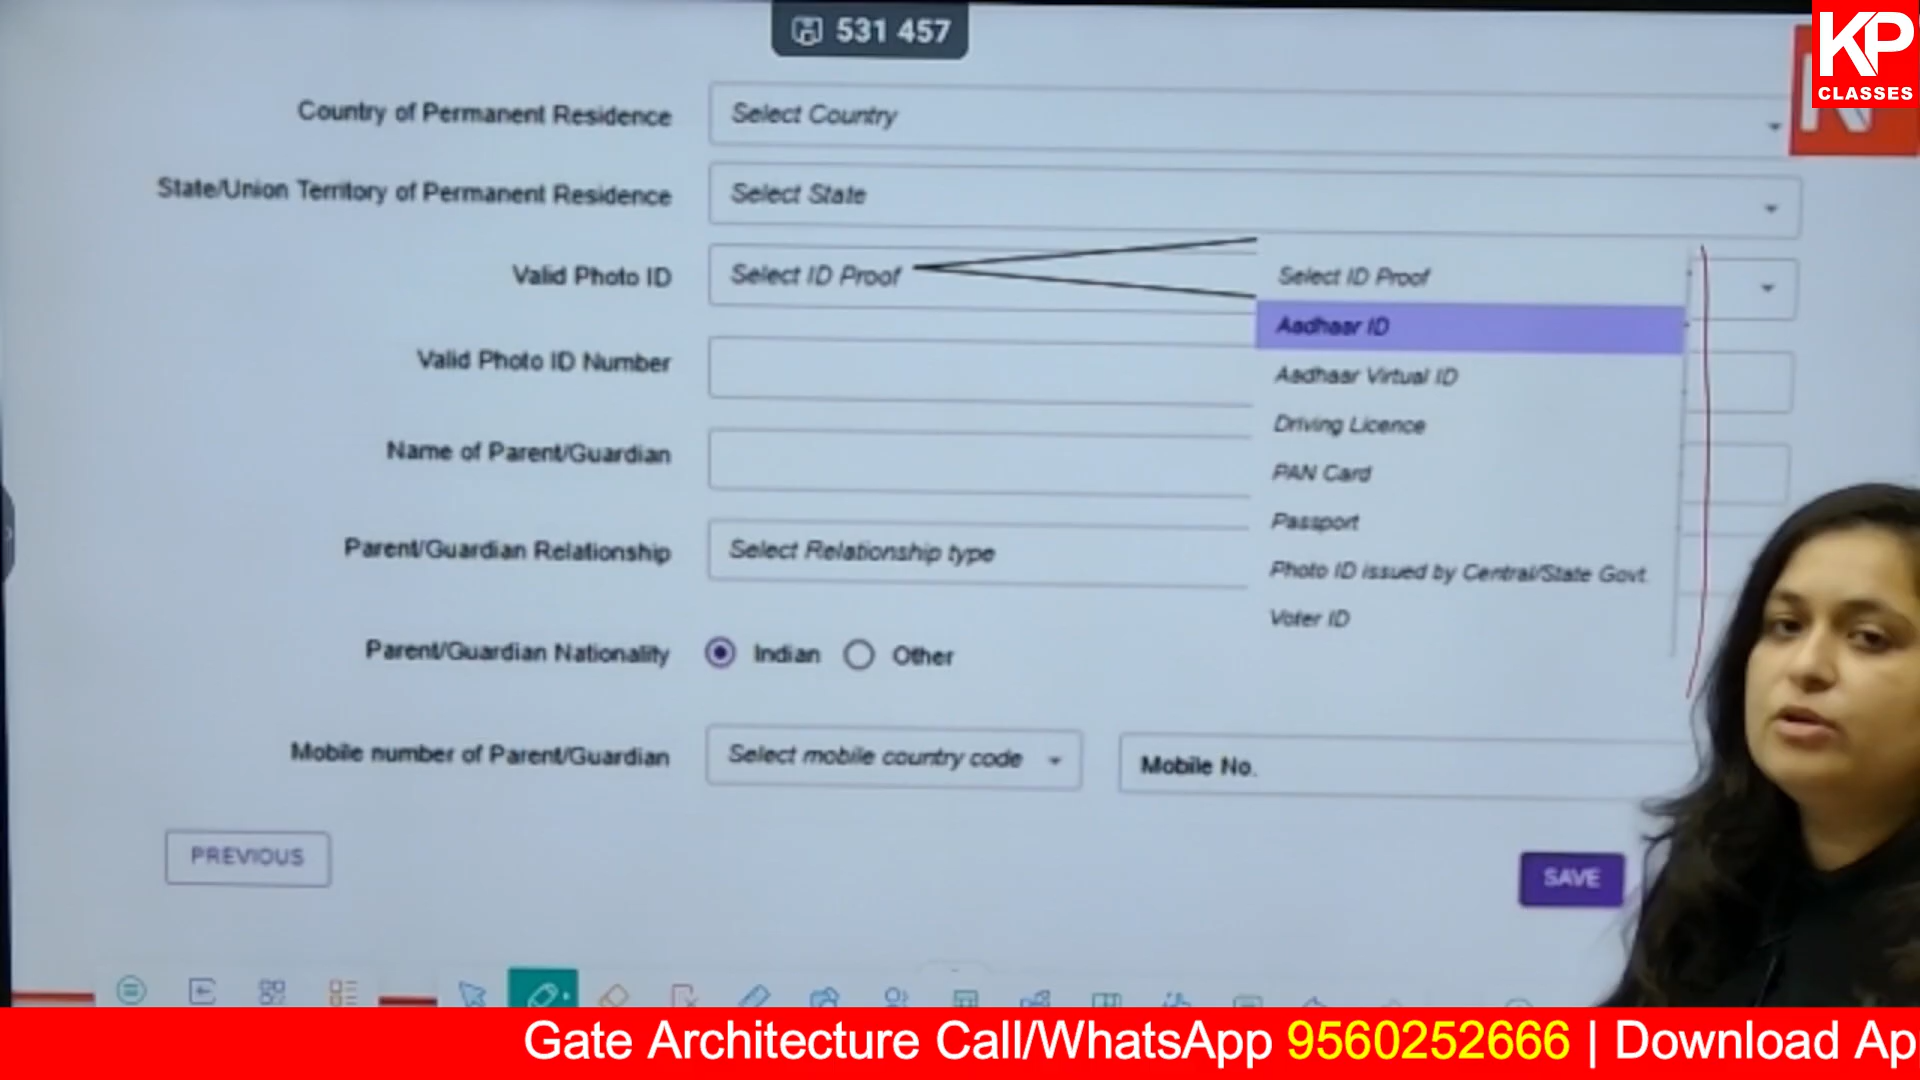 531 457
KP
CLASSES
Country of Permanent Residence
Select Country
State/Union Territory of Permanent Residence
Select State
Valid Photo ID
Select ID Proof
Select ID Proof
Aadhaar ID
Aadhaar Virtual ID
Driving Licence
PAN Card
Passport
Photo ID issued by Central/State Govt.
Voter ID
Valid Photo ID Number
Name of Parent/Guardian
Parent/Guardian Relationship
Select Relationship type
Parent/Guardian Nationality
Indian
Other
Mobile number of Parent/Guardian
Select mobile country code
Mobile No.
PREVIOUS
SAVE
Gate Architecture Call/WhatsApp 9560252666 | Download Ap